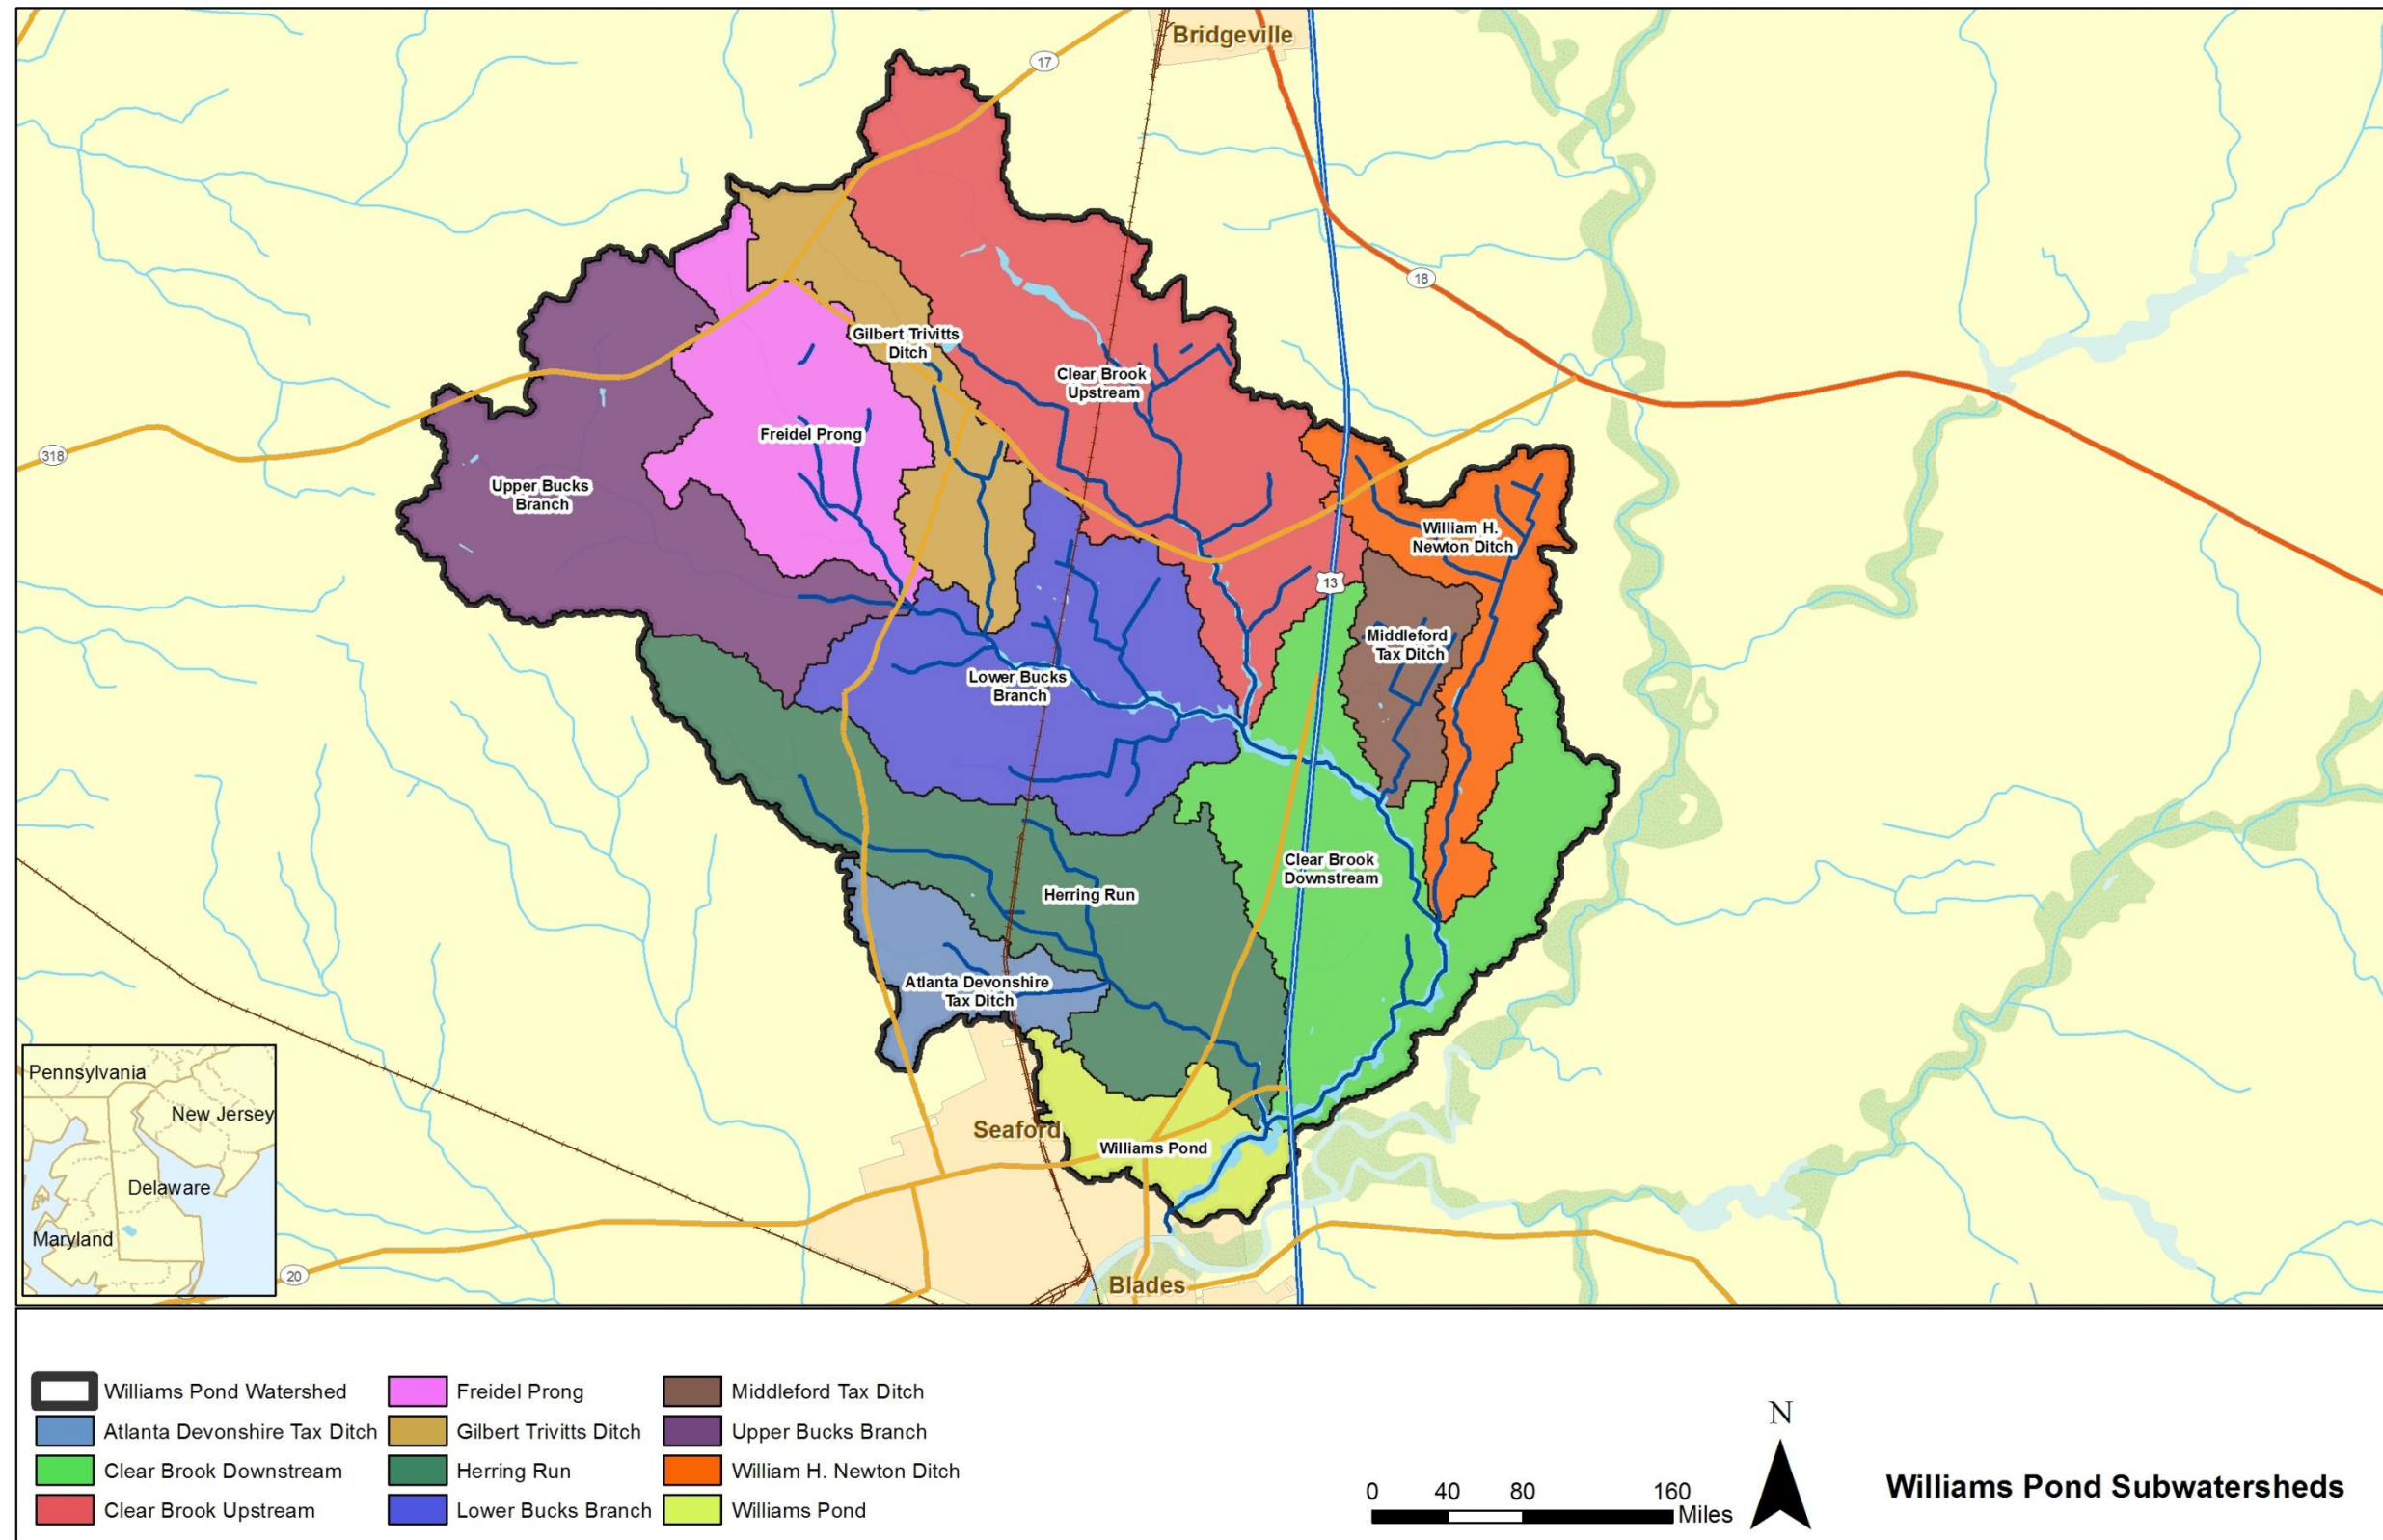 Bridgeville
17
18
Gilbert Trivitts
Ditch
Clear Brook
Upstream
Freidel Prong
318
Upper Bucks
Branch
William H.
Newton Ditch
13
Middleford
Tax Ditch
Lower Bucks
Branch
Clear Brook
Downstream
Herring Run
Atlanta Devonshire
Tax Ditch
Seaford
Williams Pond
Blades
20
Pennsylvania
New Jersey
Delaware
Maryland
Williams Pond Watershed
Atlanta Devonshire Tax Ditch
Clear Brook Downstream
Clear Brook Upstream
Freidel Prong
Gilbert Trivitts Ditch
Herring Run
Lower Bucks Branch
Middleford Tax Ditch
Upper Bucks Branch
William H. Newton Ditch
Williams Pond
0 40 80 160
Miles
N
Williams Pond Subwatersheds